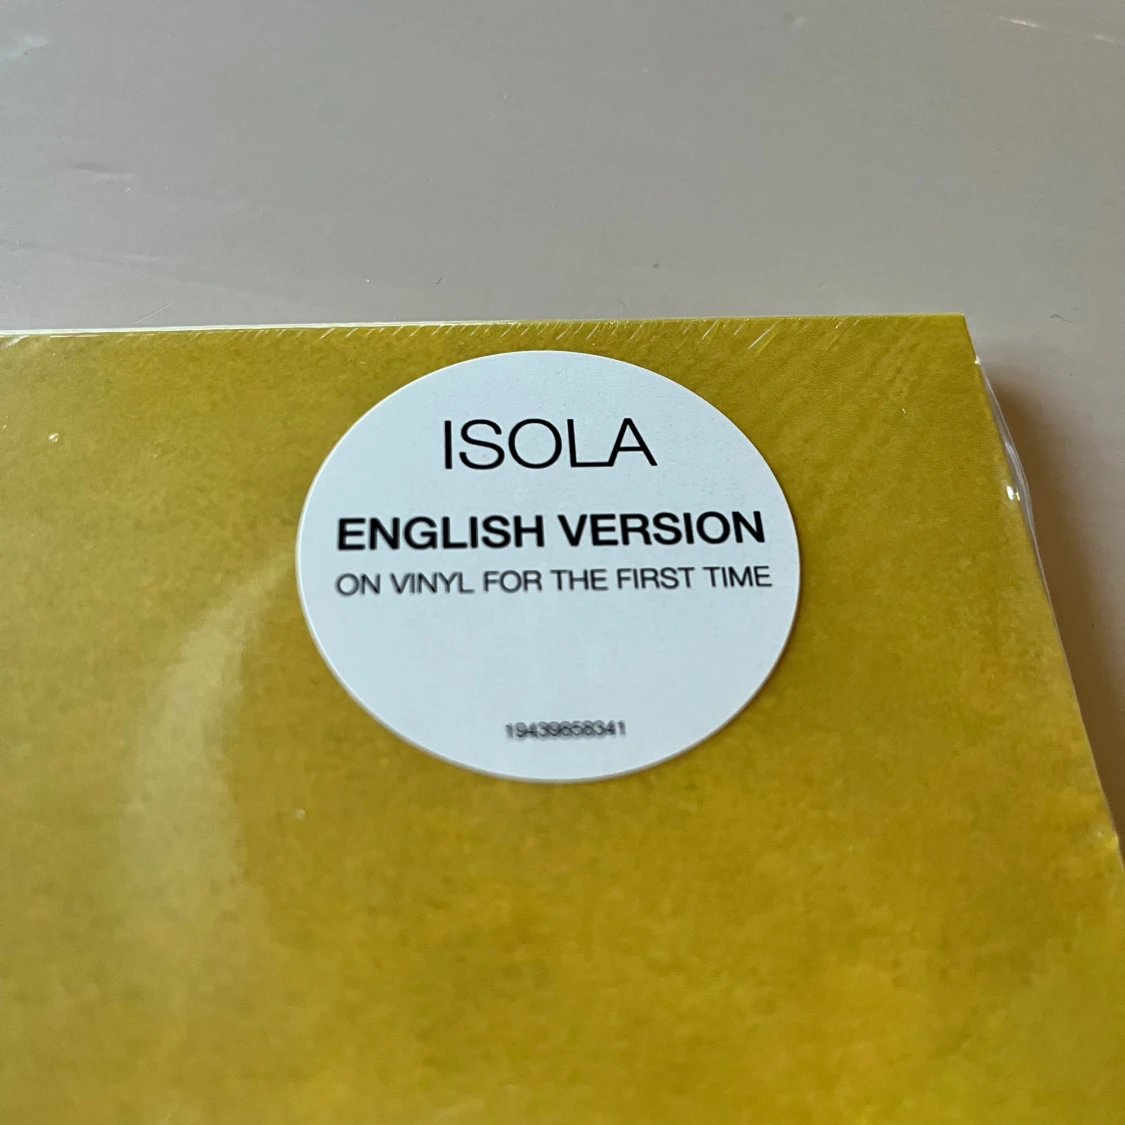 ISOLA
ENGLISH VERSION
ON VINYL FOR THE FIRST TIME
19439858341